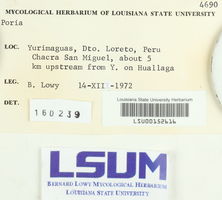 4690
MYCOLOGICAL HERBARIUM OF LOUISIANA STATE UNIVERSITY
Poria
LOC. Yurimaguas, Dto. Loreto, Peru
Chacra San Miguel, about 5
km upstream from Y. on Huallaga
LEG. B. Lowy 14-XII-1972
DET.
160239
Louisiana State University Herbarium
LSU00152616
LSUM
BERNARD LOWY MYCOLOGICAL HERBARIUM
LOUISIANA STATE UNIVERSITY